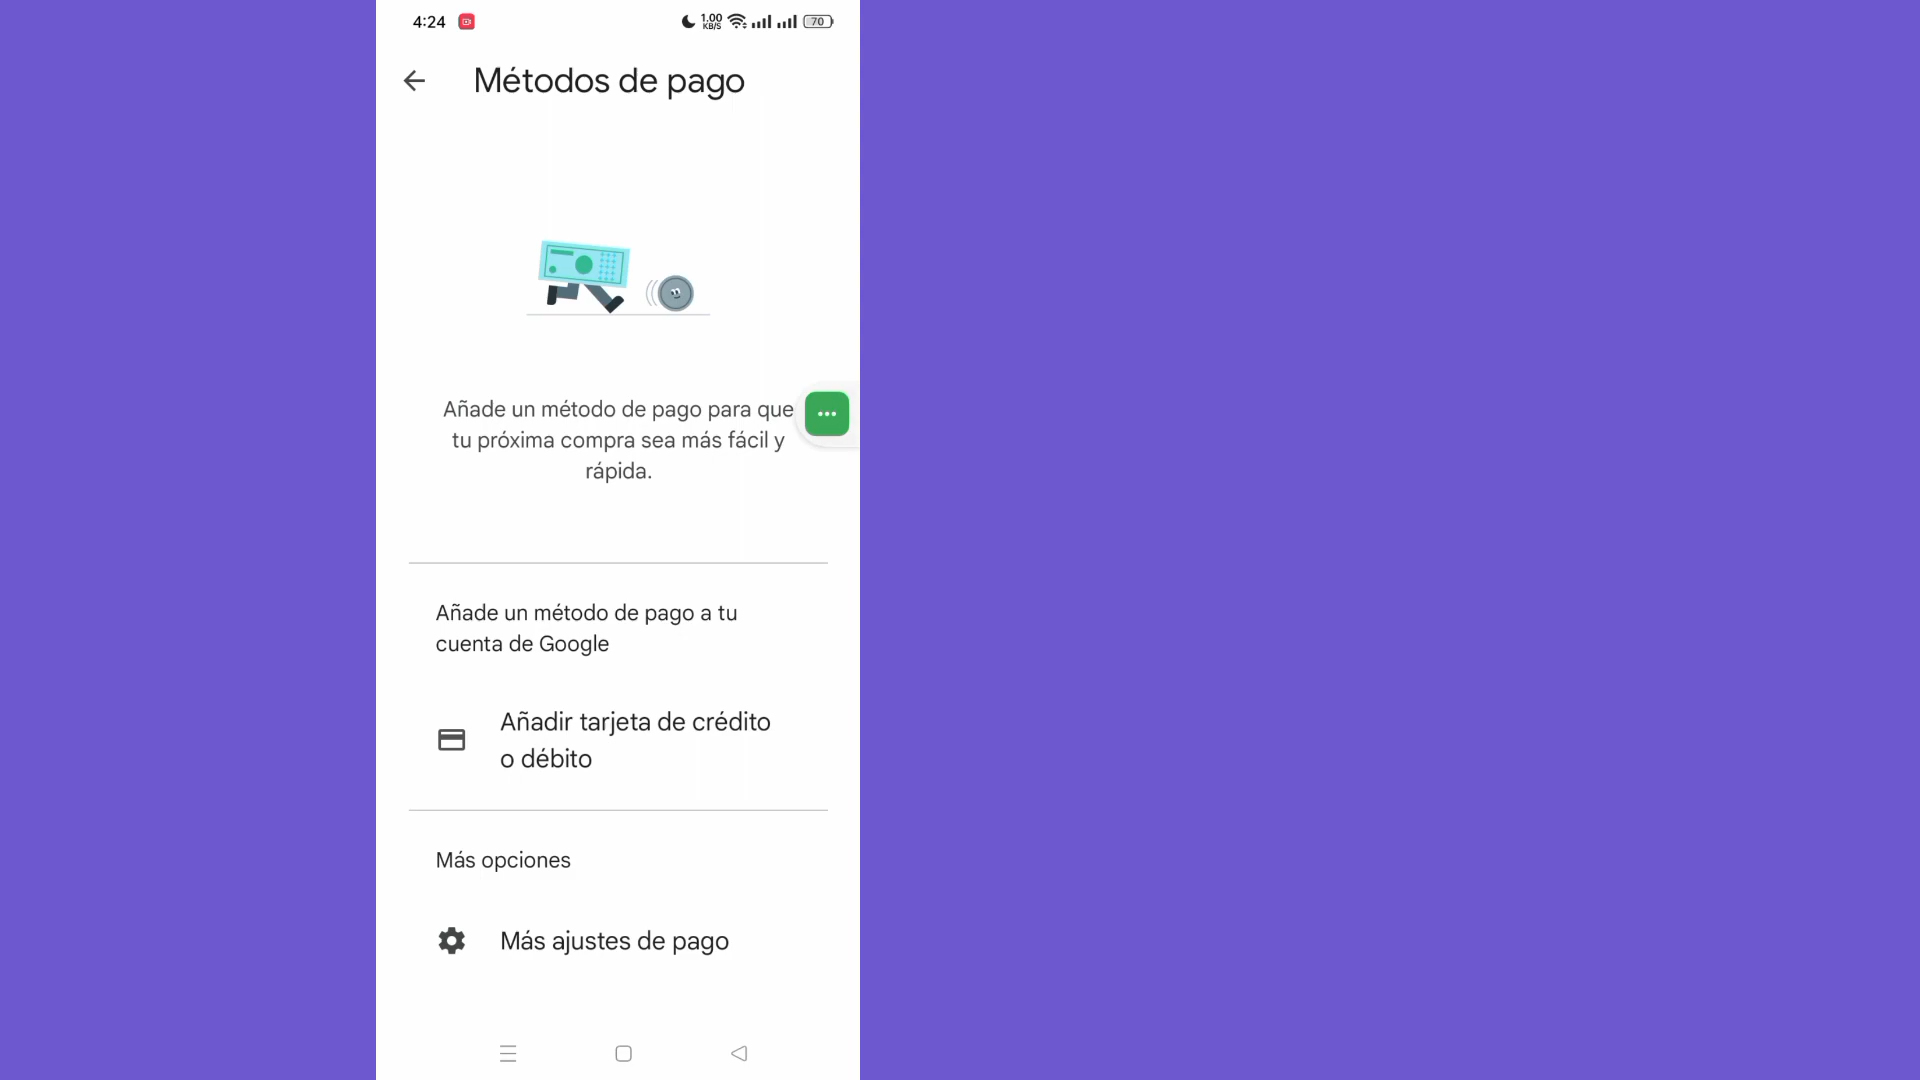 4:24
1.00
KB/S
70
Métodos de pago
Añade un método de pago para que
tu próxima compra sea más fácil y
rápida.
Añade un método de pago a tu
cuenta de Google
Añadir tarjeta de crédito
o débito
Más opciones
Más ajustes de pago